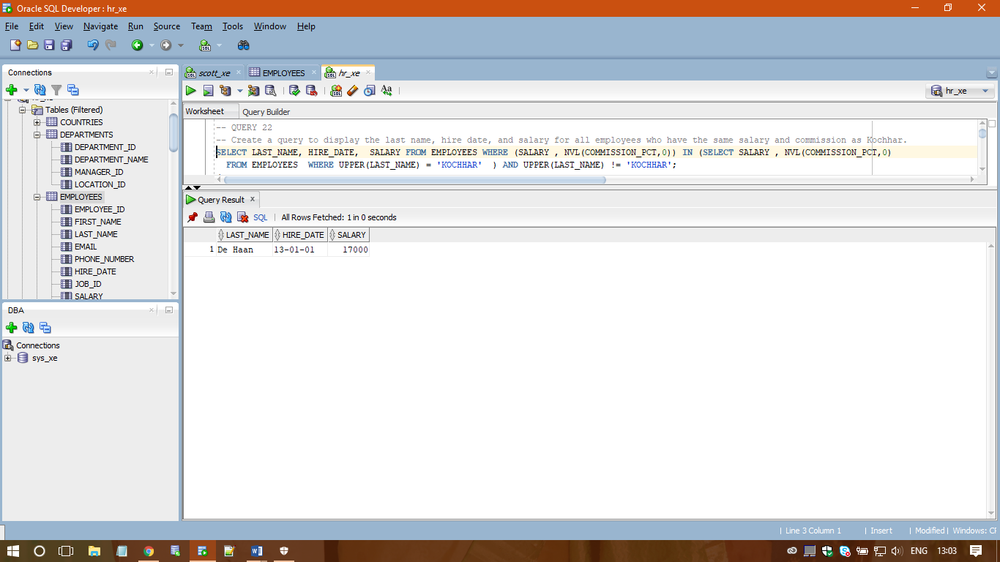 Oracle SQL Developer : hr_xe
File Edit View Navigate Run Source Team Tools Window Help
Connections
Tables (Filtered)
COUNTRIES
DEPARTMENTS
DEPARTMENT_ID
DEPARTMENT_NAME
MANAGER_ID
LOCATION_ID
EMPLOYEES
EMPLOYEE_ID
FIRST_NAME
LAST_NAME
EMAIL
PHONE_NUMBER
HIRE_DATE
JOB_ID
SALARY
DBA
Connections
sys_xe
scott_xe EMPLOYEES hr_xe
hr_xe
Worksheet Query Builder
-- QUERY 22
-- Create a query to display the last name, hire date, and salary for all employees who have the same salary and commission as Kochhar.
SELECT LAST_NAME, HIRE_DATE, SALARY FROM EMPLOYEES WHERE (SALARY , NVL(COMMISSION_PCT,0)) IN (SELECT SALARY , NVL(COMMISSION_PCT,0)
FROM EMPLOYEES WHERE UPPER(LAST_NAME) = 'KOCHHAR' ) AND UPPER(LAST_NAME) != 'KOCHHAR';
Query Result x
SQL | All Rows Fetched: 1 in 0 seconds
LAST_NAME HIRE_DATE SALARY
1 De Haan 13-01-01 17000
| Line 3 Column 1 | Insert | Modified | Windows: CF
ENG 13:03